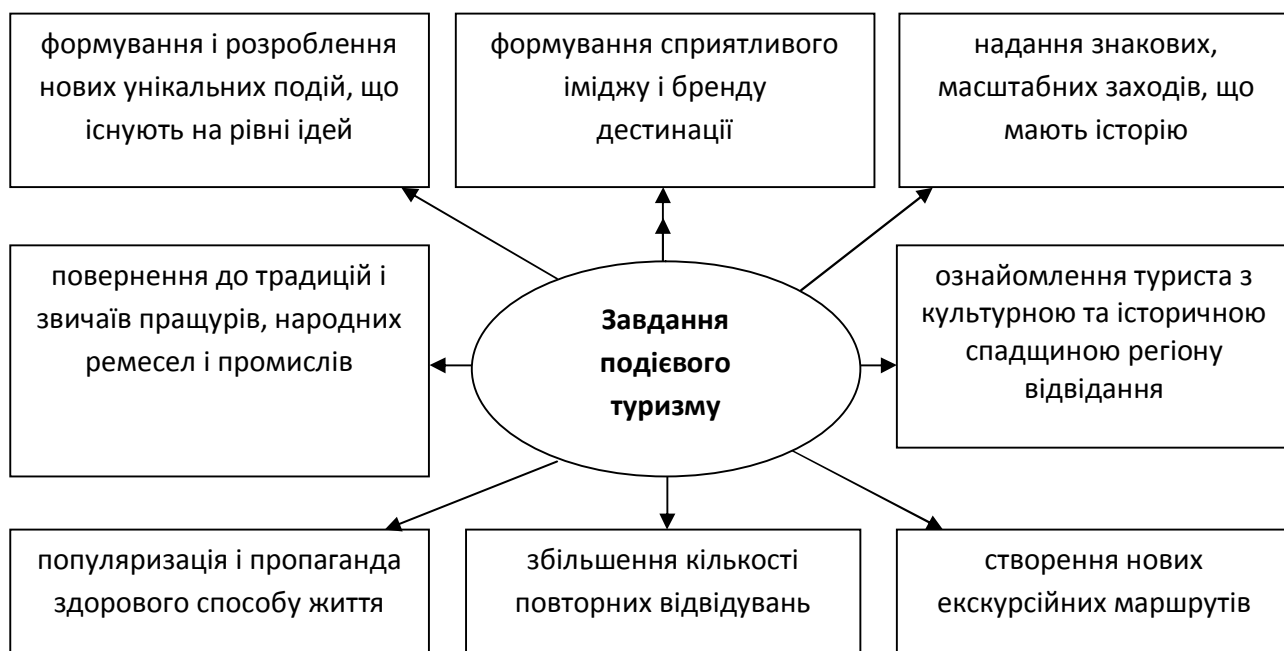 формування і розроблення
нових унікальних подій, що
існують на рівні ідей
формування сприятливого
іміджу і бренду
дестинації
надання знакових,
масштабних заходів, що
мають історію
повернення до традицій і
звичаїв пращурів, народних
ремесел і промислів
Завдання
подієвого
туризму
ознайомлення туриста з
культурною та історичною
спадщиною регіону
відвідання
популяризація і пропаганда
здорового способу життя
збільшення кількості
повторних відвідувань
створення нових
екскурсійних маршрутів